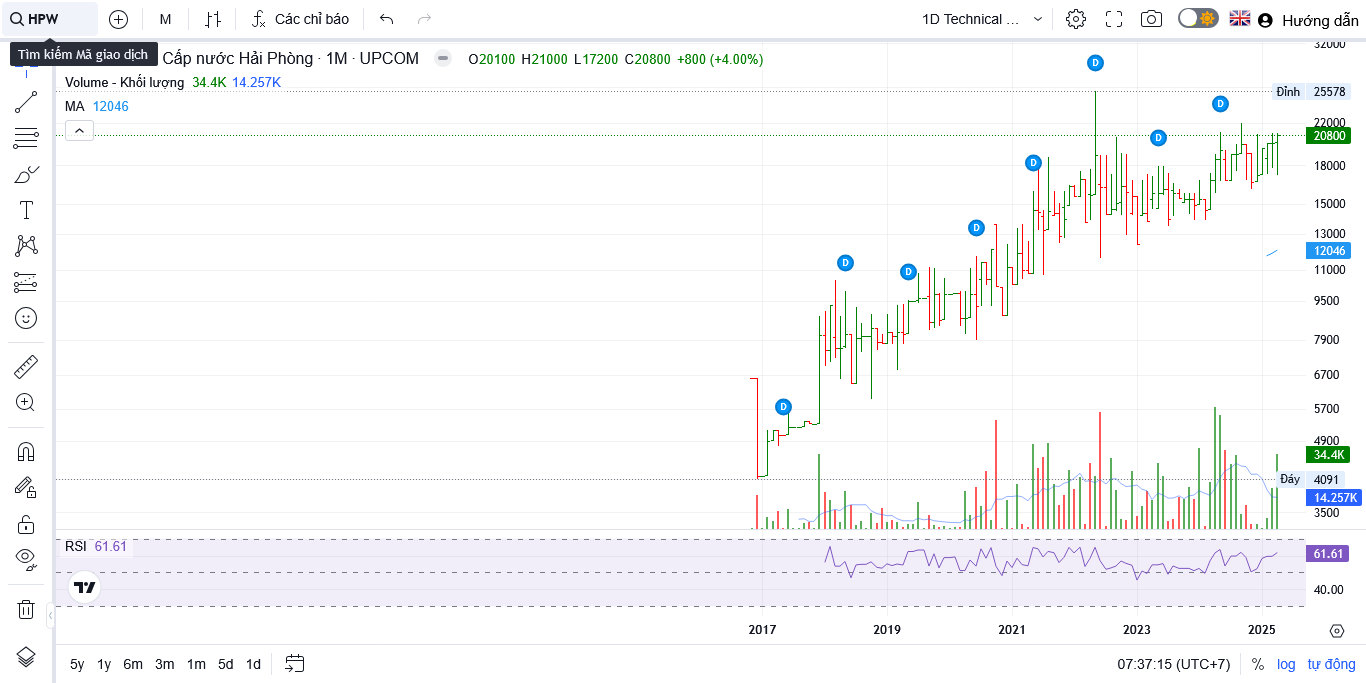 HPW
M
Các chỉ báo
1D Technical ...
Hướng dẫn
Tìm kiếm Mã giao dịch
Cấp nước Hải Phòng · 1M · UPCOM
O20100 H21000 L17200 C20800 +800 (+4.00%)
Volume - Khối lượng 34.4K 14.257K
MA 12046
32000
Đỉnh 25578
22000
20800
18000
15000
13000
12046
11000
9500
7900
6700
5700
4900
34.4K
Đáy 4091
14.257K
3500
D
D
D
D
D
D
D
D
RSI 61.61
61.61
40.00
2017 2019 2021 2023 2025
5y 1y 6m 3m 1m 5d 1d
07:37:15 (UTC+7) % log tự động